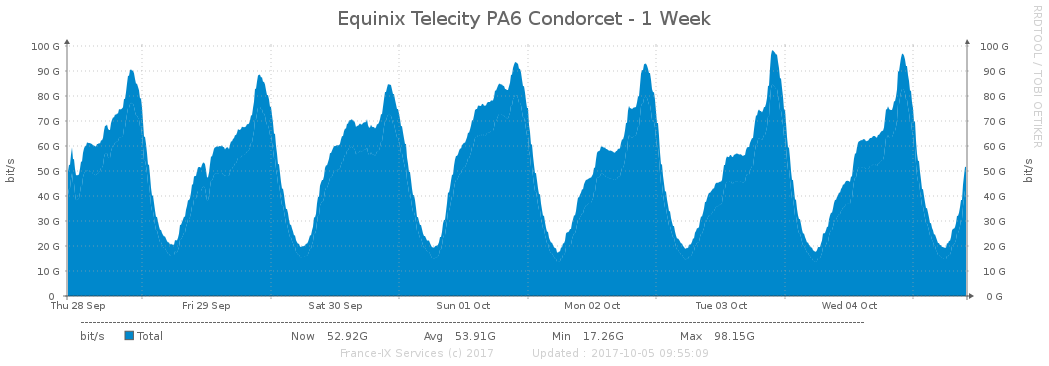 Equinix Telecity PA6 Condorcet - 1 Week
RRDTOOL / TOBI OETIKER
100 G 100 G
90 G 90 G
80 G 80 G
70 G 70 G
60 G 60 G
50 G 50 G
40 G 40 G
30 G 30 G
20 G 20 G
10 G 10 G
0 0 G
bit/s bit/s
Thu 28 Sep Fri 29 Sep Sat 30 Sep Sun 01 Oct Mon 02 Oct Tue 03 Oct Wed 04 Oct
bit/s Total Now 52.92G Avg 53.91G Min 17.26G Max 98.15G
France-IX Services (c) 2017 Updated : 2017-10-05 09:55:09